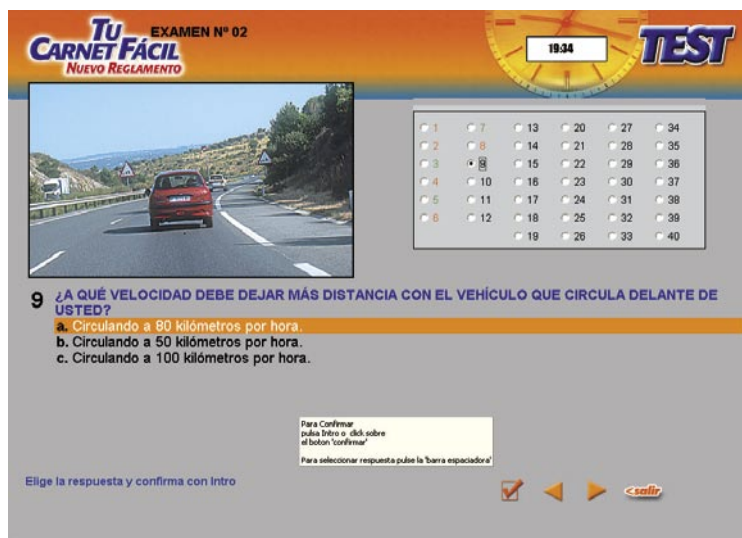 TU
CARNET FÁCIL
NUEVO REGLAMENTO
EXAMEN Nº 02
19:34
TEST
1 7 13 20 27 34
2 8 14 21 28 35
3 9 15 22 29 36
4 10 16 23 30 37
5 11 17 24 31 38
6 12 18 25 32 39
19 26 33 40
9 ¿A QUÉ VELOCIDAD DEBE DEJAR MÁS DISTANCIA CON EL VEHÍCULO QUE CIRCULA DELANTE DE
USTED?
a. Circulando a 80 kilómetros por hora.
b. Circulando a 50 kilómetros por hora.
c. Circulando a 100 kilómetros por hora.
Para Confirmar
pulsa Intro o click sobre
el boton 'confirmar'
Para seleccionar respuesta pulse la 'barra espaciadora'
Elige la respuesta y confirma con Intro
<salir